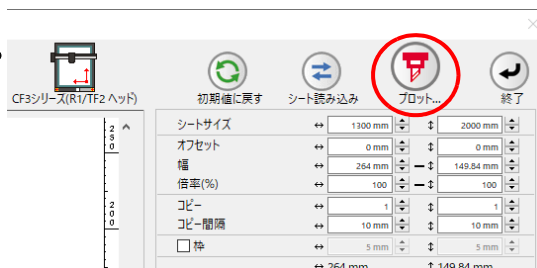 CF3シリーズ(R1/TF2 ヘッド)
初期値に戻す
シート読み込み
プロット...
終了
シートサイズ ↔ 1300 mm ↕ 2000 mm
オフセット ↔ 0 mm ↕ 0 mm
幅 ↔ 264 mm ↕ 149.84 mm
倍率(%) ↔ 100 ↕ 100
コピー ↔ 1 ↕ 1
コピー間隔 ↔ 10 mm ↕ 10 mm
枠 ↔ 5 mm ↕ 5 mm
↔ 264 mm ↕ 149.84 mm
250
200